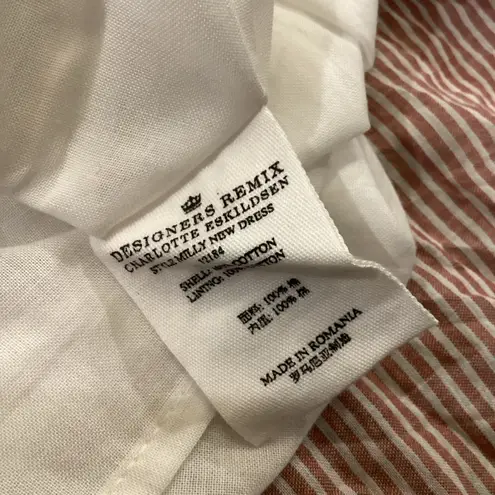 DESIGNERS REMIX
CHARLOTTE ESKILDSEN
STYLE MILLY NEW DRESS
SHELL: COTTON
LINING:
面料: 100% 棉
内里: 100% 棉
MADE IN ROMANIA
罗马尼亚制造